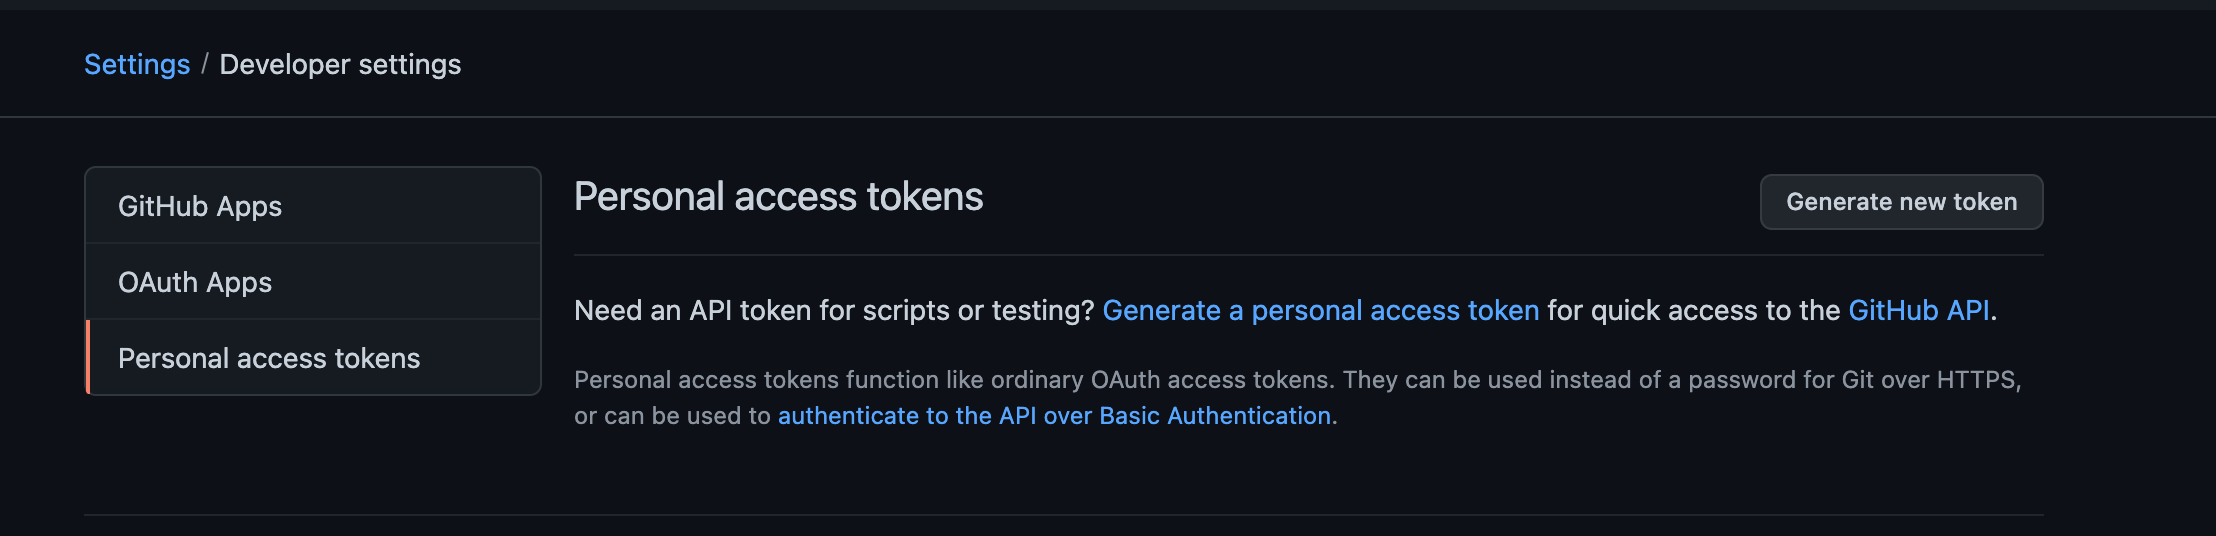 Settings / Developer settings
GitHub Apps
OAuth Apps
Personal access tokens
Personal access tokens
Generate new token
Need an API token for scripts or testing? Generate a personal access token for quick access to the GitHub API.
Personal access tokens function like ordinary OAuth access tokens. They can be used instead of a password for Git over HTTPS,
or can be used to authenticate to the API over Basic Authentication.